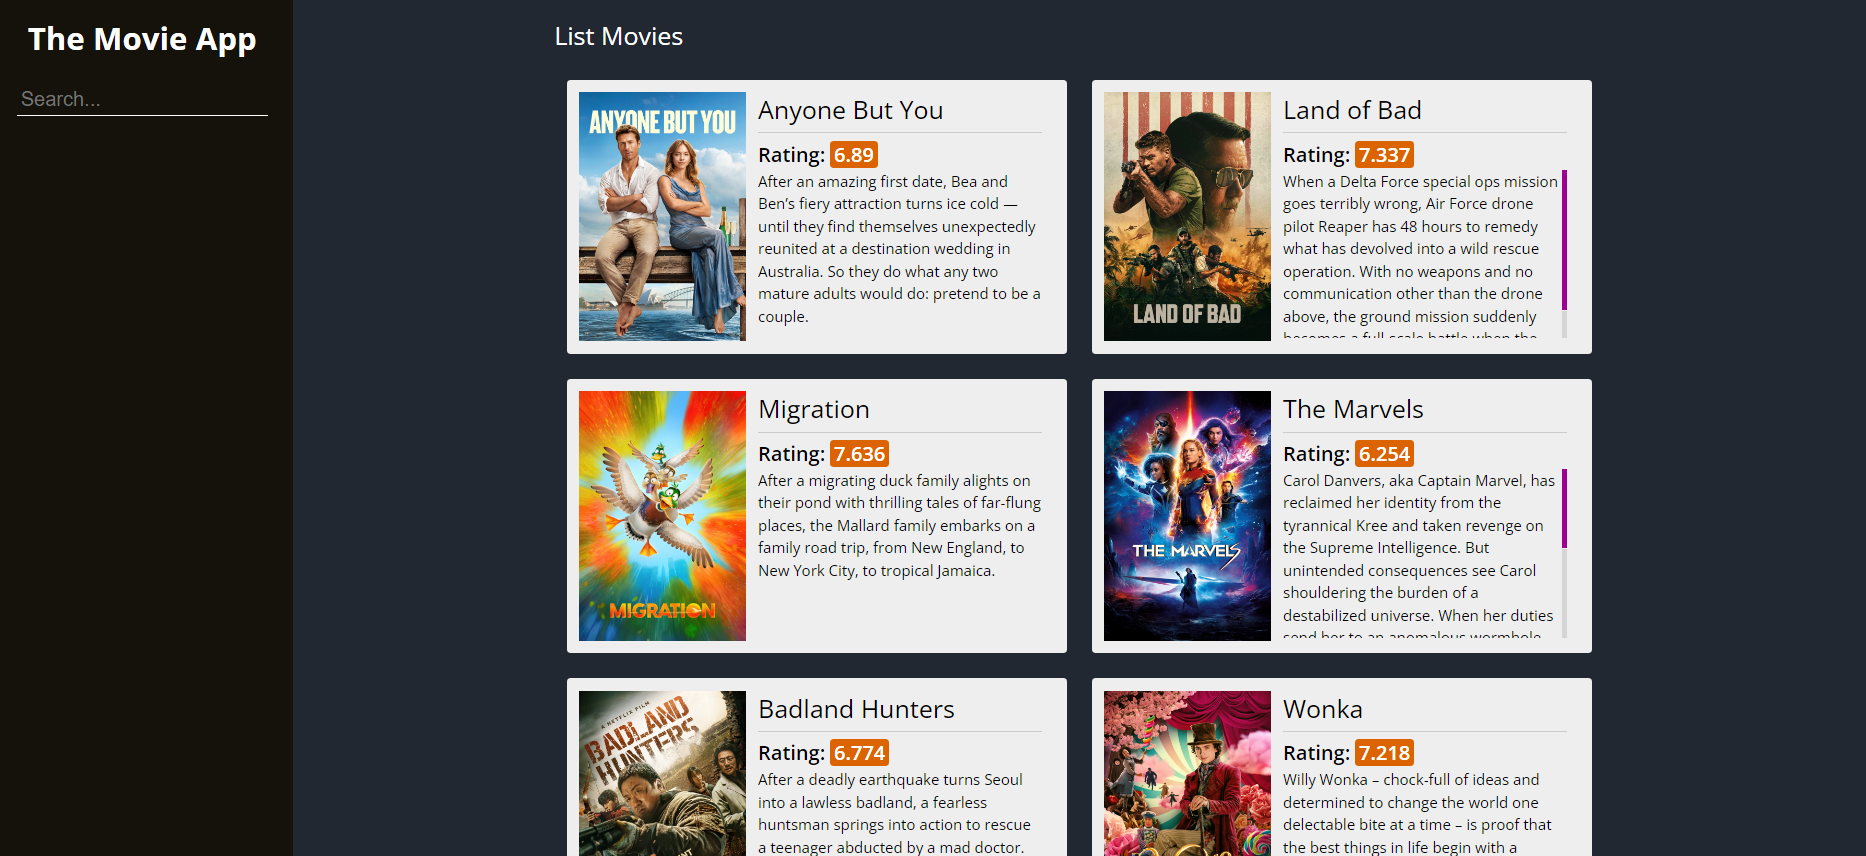 The Movie App
Search...
List Movies
ANYONE BUT YOU
Anyone But You
Rating: 6.89
After an amazing first date, Bea and
Ben’s fiery attraction turns ice cold —
until they find themselves unexpectedly
reunited at a destination wedding in
Australia. So they do what any two
mature adults would do: pretend to be a
couple.
LAND OF BAD
Land of Bad
Rating: 7.337
When a Delta Force special ops mission
goes terribly wrong, Air Force drone
pilot Reaper has 48 hours to remedy
what has devolved into a wild rescue
operation. With no weapons and no
communication other than the drone
above, the ground mission suddenly
becomes a full-scale battle when the
MIGRATION
Migration
Rating: 7.636
After a migrating duck family alights on
their pond with thrilling tales of far-flung
places, the Mallard family embarks on a
family road trip, from New England, to
New York City, to tropical Jamaica.
THE MARVELS
The Marvels
Rating: 6.254
Carol Danvers, aka Captain Marvel, has
reclaimed her identity from the
tyrannical Kree and taken revenge on
the Supreme Intelligence. But
unintended consequences see Carol
shouldering the burden of a
destabilized universe. When her duties
send her to an anomalous wormhole
A NETFLIX FILM
BADLAND
HUNTERS
Badland Hunters
Rating: 6.774
After a deadly earthquake turns Seoul
into a lawless badland, a fearless
huntsman springs into action to rescue
a teenager abducted by a mad doctor.
Wonka
Rating: 7.218
Willy Wonka – chock-full of ideas and
determined to change the world one
delectable bite at a time – is proof that
the best things in life begin with a